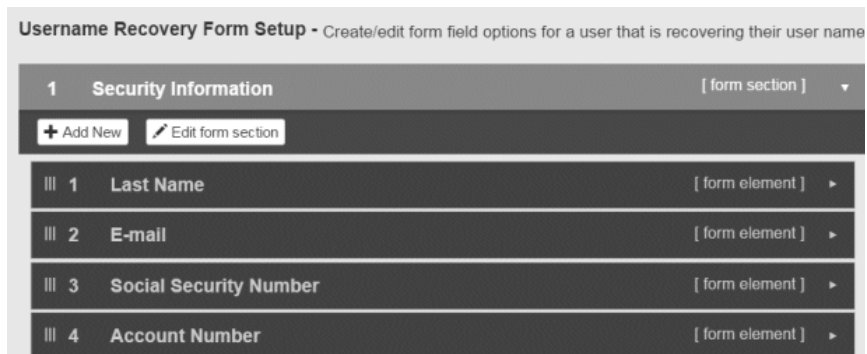 Username Recovery Form Setup - Create/edit form field options for a user that is recovering their user name
1 Security Information [ form section ]
Add New Edit form section
1 Last Name [ form element ]
2 E-mail [ form element ]
3 Social Security Number [ form element ]
4 Account Number [ form element ]